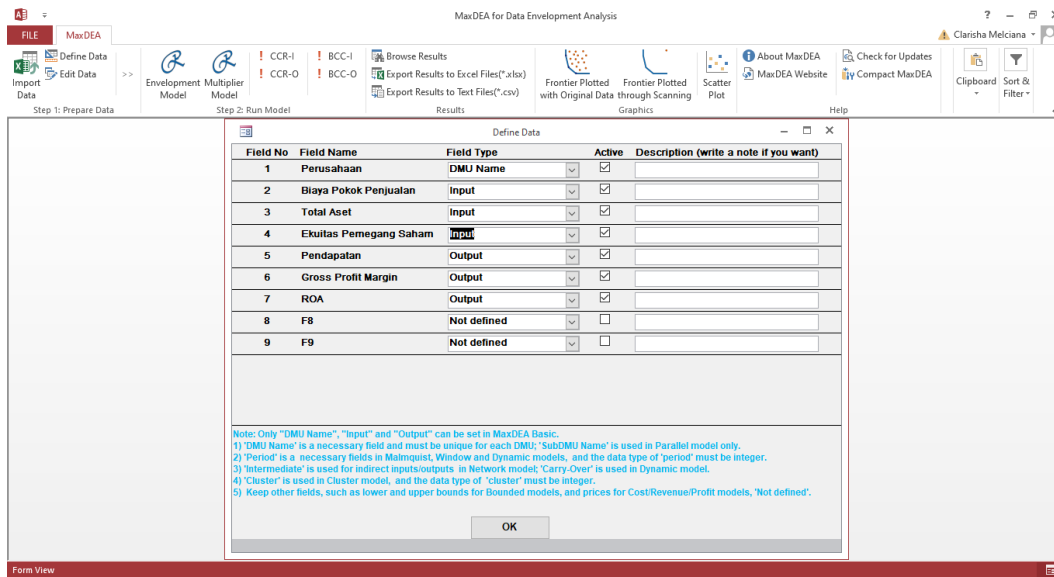 MaxDEA for Data Envelopment Analysis
FILE MaxDEA
Clarisha Melciana
Define Data
Edit Data
Import Data
>>
Envelopment Model
Multiplier Model
! CCR-I
! CCR-O
! BCC-I
! BCC-O
Browse Results
Export Results to Excel Files(*.xlsx)
Export Results to Text Files(*.csv)
Frontier Plotted with Original Data
Frontier Plotted through Scanning
Scatter Plot
About MaxDEA
MaxDEA Website
Check for Updates
Compact MaxDEA
Clipboard
Sort & Filter
Step 1: Prepare Data
Step 2: Run Model
Results
Graphics
Help
Define Data
Field No Field Name Field Type Active Description (write a note if you want)
1 Perusahaan DMU Name
2 Biaya Pokok Penjualan Input
3 Total Aset Input
4 Ekuitas Pemegang Saham Input
5 Pendapatan Output
6 Gross Profit Margin Output
7 ROA Output
8 F8 Not defined
9 F9 Not defined
Note: Only "DMU Name", "Input" and "Output" can be set in MaxDEA Basic.
1) 'DMU Name' is a necessary field and must be unique for each DMU; 'SubDMU Name' is used in Parallel model only.
2) 'Period' is a necessary fields in Malmquist, Window and Dynamic models, and the data type of 'period' must be integer.
3) 'Intermediate' is used for indirect inputs/outputs in Network model; 'Carry-Over' is used in Dynamic model.
4) 'Cluster' is used in Cluster model, and the data type of 'cluster' must be integer.
5) Keep other fields, such as lower and upper bounds for Bounded models, and prices for Cost/Revenue/Profit models, 'Not defined'.
OK
Form View